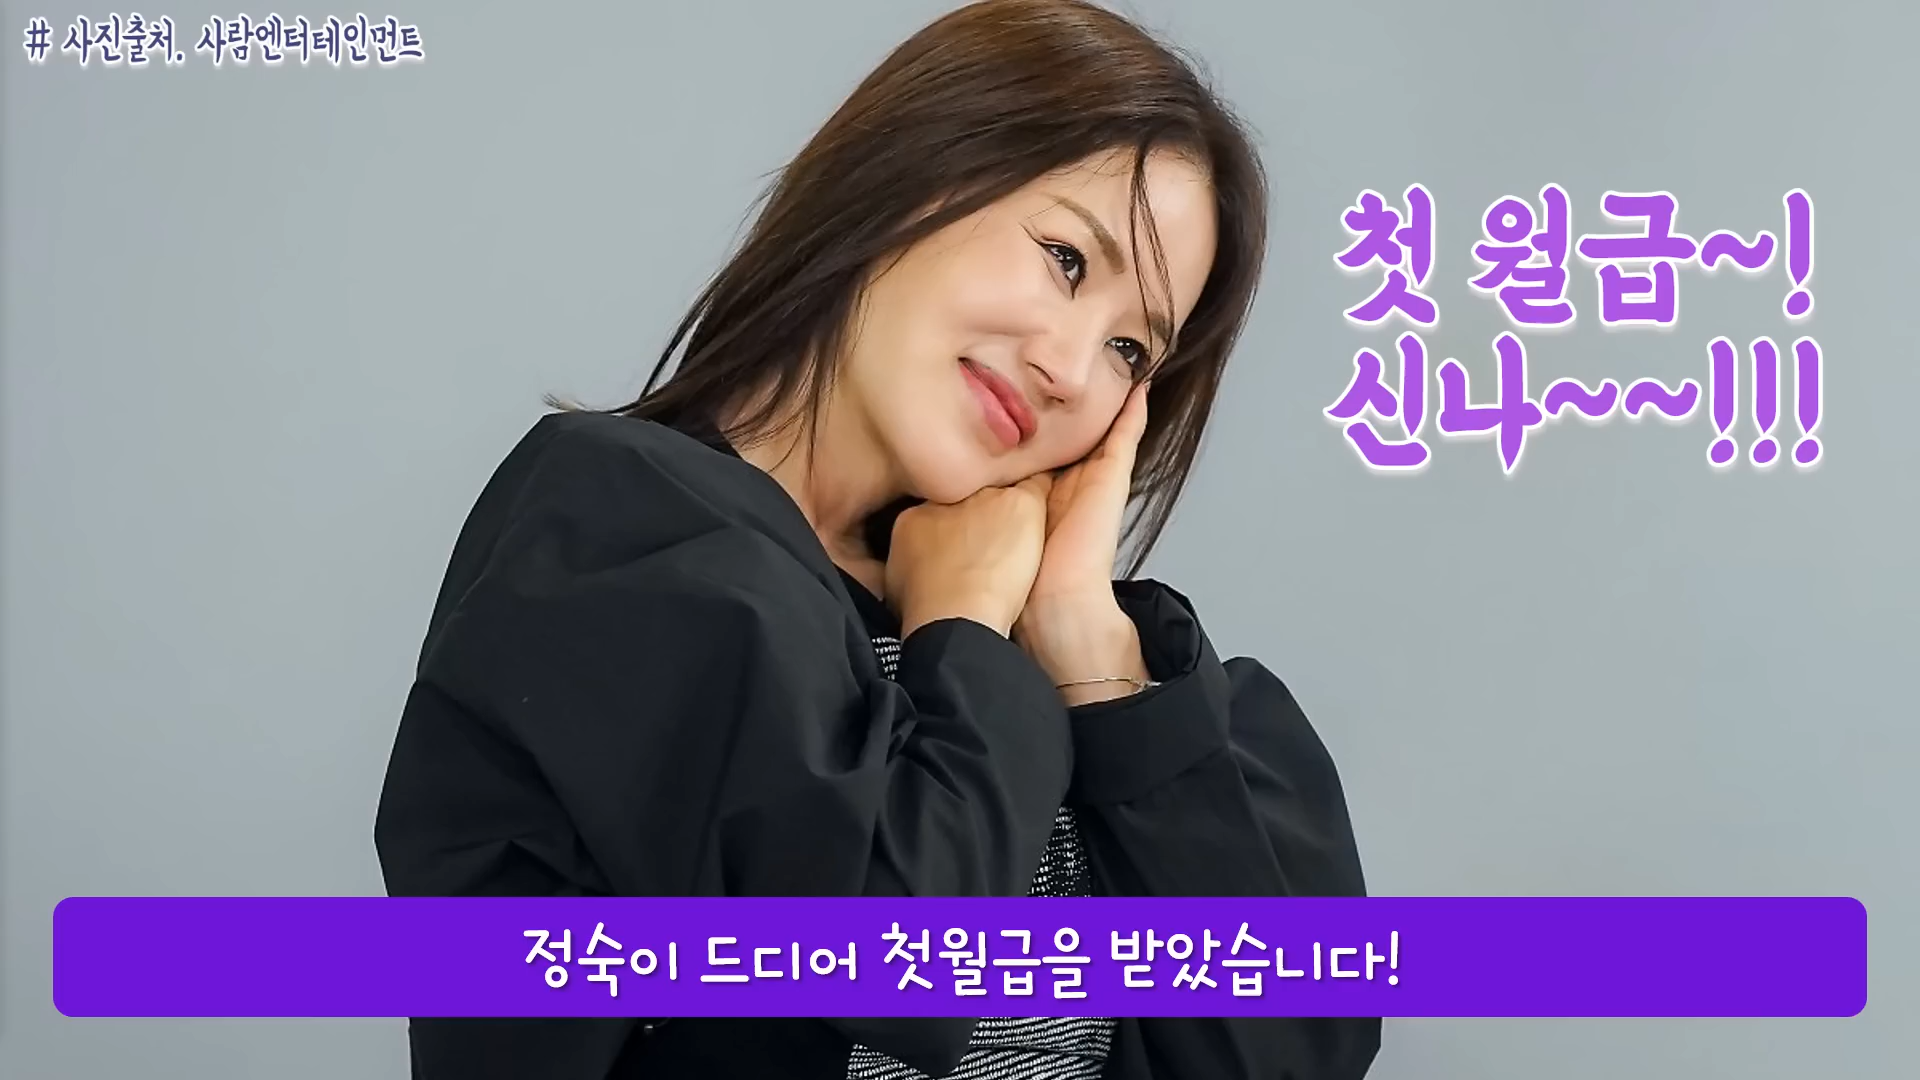 # 사진출처. 사람엔터테인먼트
첫 월급~!
신나~~!!!
정숙이 드디어 첫월급을 받았습니다!